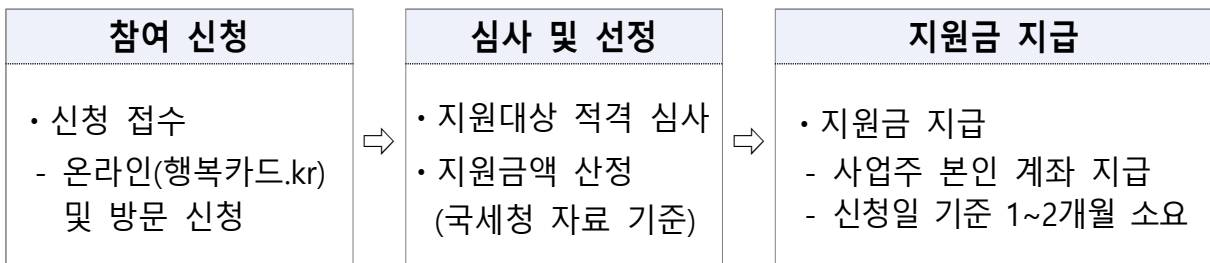 참여 신청
・신청 접수
- 온라인(행복카드.kr)
및 방문 신청
⇨
심사 및 선정
・지원대상 적격 심사
・지원금액 산정
(국세청 자료 기준)
⇨
지원금 지급
・지원금 지급
- 사업주 본인 계좌 지급
- 신청일 기준 1~2개월 소요